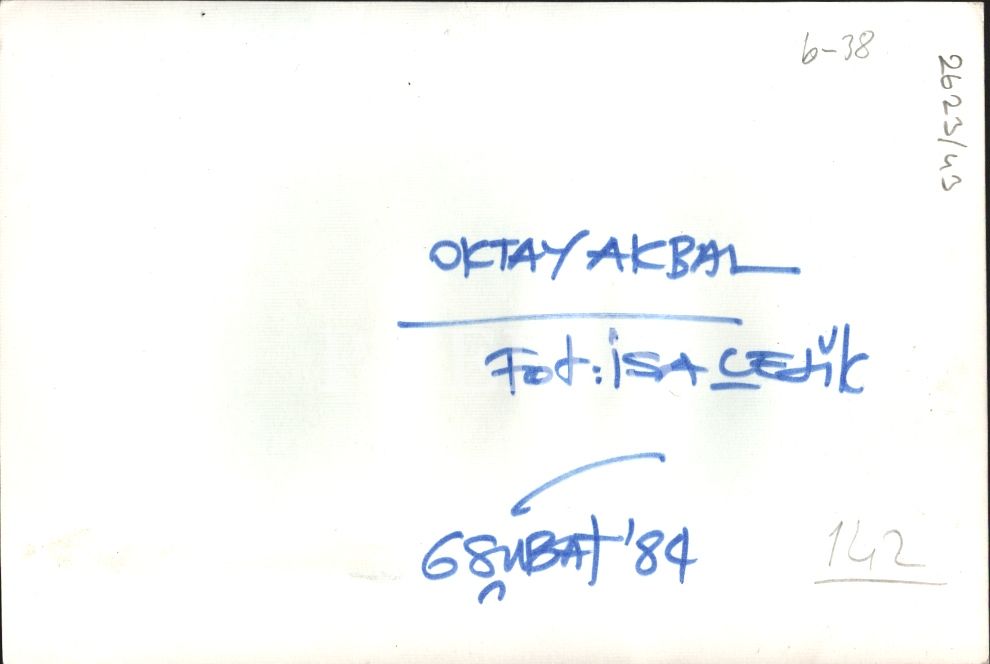 6-38
2623/43
OKTAY AKBAL
Fot: İSA ÇELİK
6 ŞUBAT '84
142